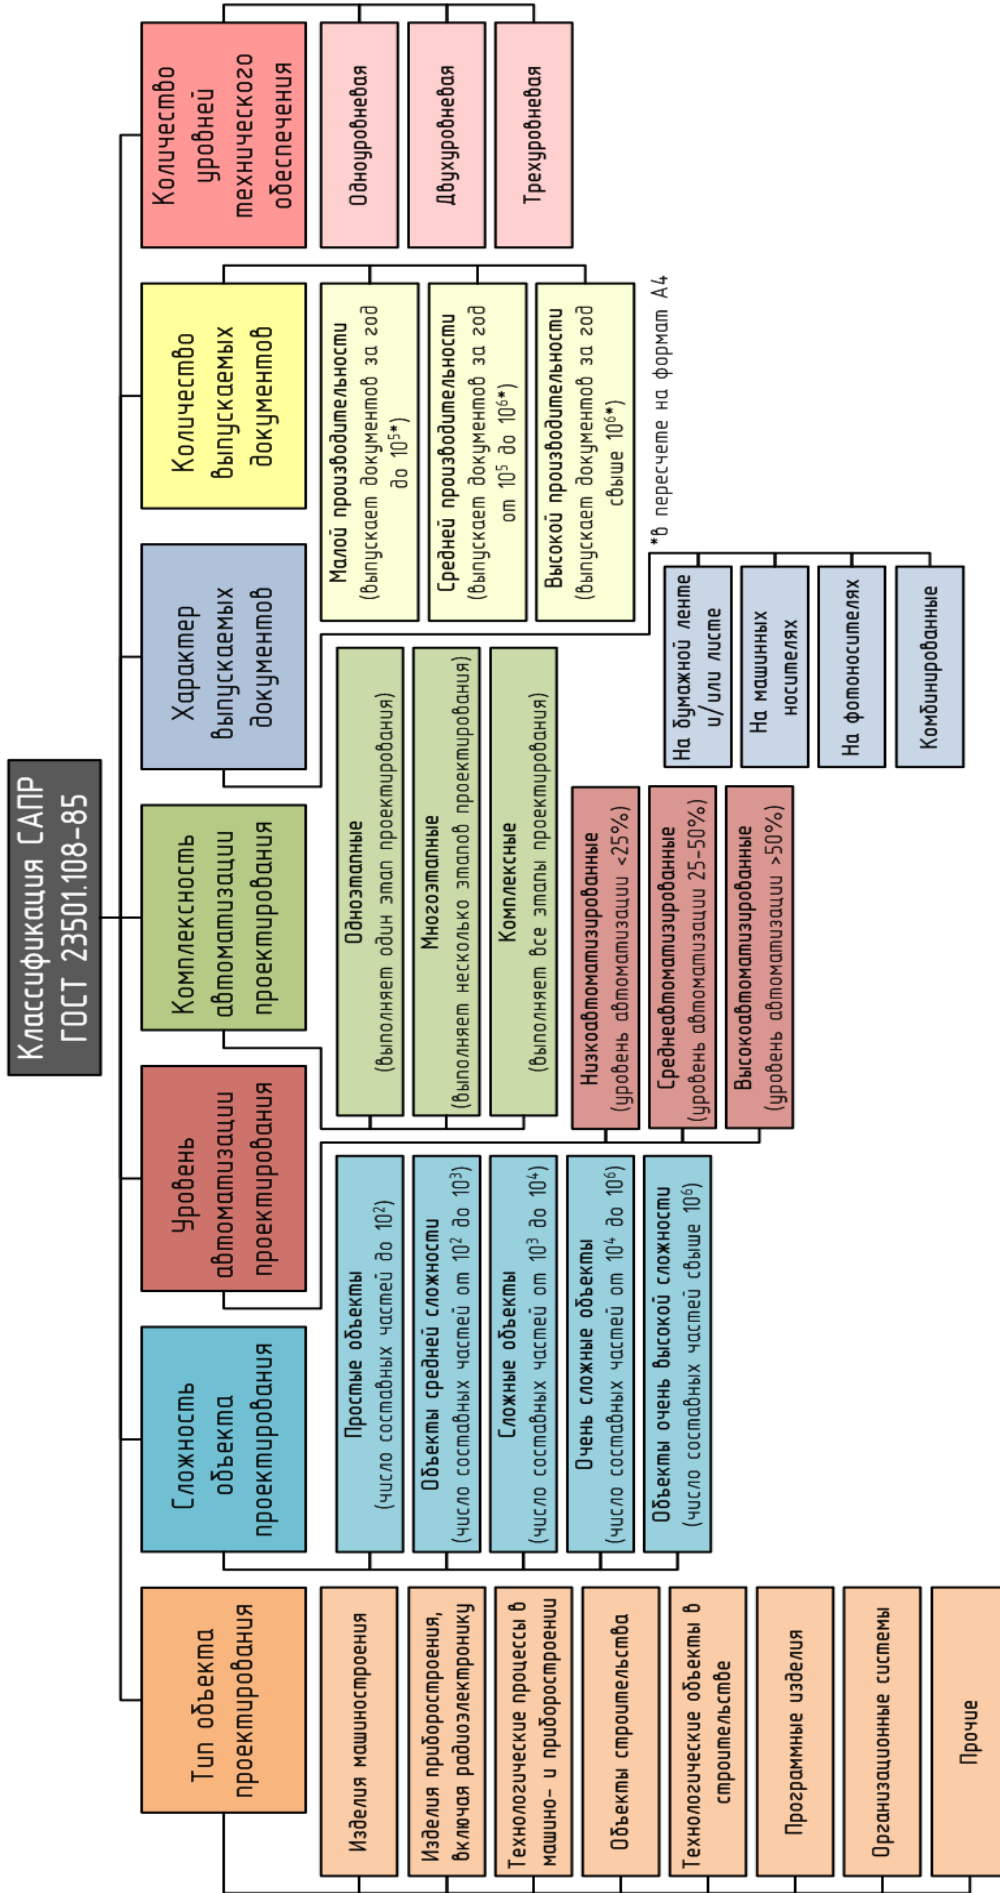 Классификация САПР
ГОСТ 23501.108-85
Тип объекта
проектирования
Изделия машиностроения
Изделия приборостроения,
включая радиоэлектронику
Технологические процессы в
машино- и приборостроении
Объекты строительства
Технологические объекты в
строительстве
Программные изделия
Организационные системы
Прочие
Сложность
объекта
проектирования
Простые объекты
(число составных частей до 10²)
Объекты средней сложности
(число составных частей от 10² до 10³)
Сложные объекты
(число составных частей от 10³ до 10⁴)
Очень сложные объекты
(число составных частей от 10⁴ до 10⁶)
Объекты очень высокой сложности
(число составных частей свыше 10⁶)
Уровень
автоматизации
проектирования
Низкоавтоматизированные
(уровень автоматизации <25%)
Среднеавтоматизированные
(уровень автоматизации 25-50%)
Высокоавтоматизированные
(уровень автоматизации >50%)
Комплексность
автоматизации
проектирования
Одноэтапные
(выполняет один этап проектирования)
Многоэтапные
(выполняет несколько этапов проектирования)
Комплексные
(выполняет все этапы проектирования)
Характер
выпускаемых
документов
На бумажной ленте
и/или листе
На машинных
носителях
На фотоносителях
Комбинированные
Количество
выпускаемых
документов
Малой производительности
(выпускает документов за год
до 10⁵*)
Средней производительности
(выпускает документов за год
от 10⁵ до 10⁶*)
Высокой производительности
(выпускает документов за год
свыше 10⁶*)
*в пересчете на формат А4
Количество
уровней
технического
обеспечения
Одноуровневая
Двухуровневая
Трехуровневая